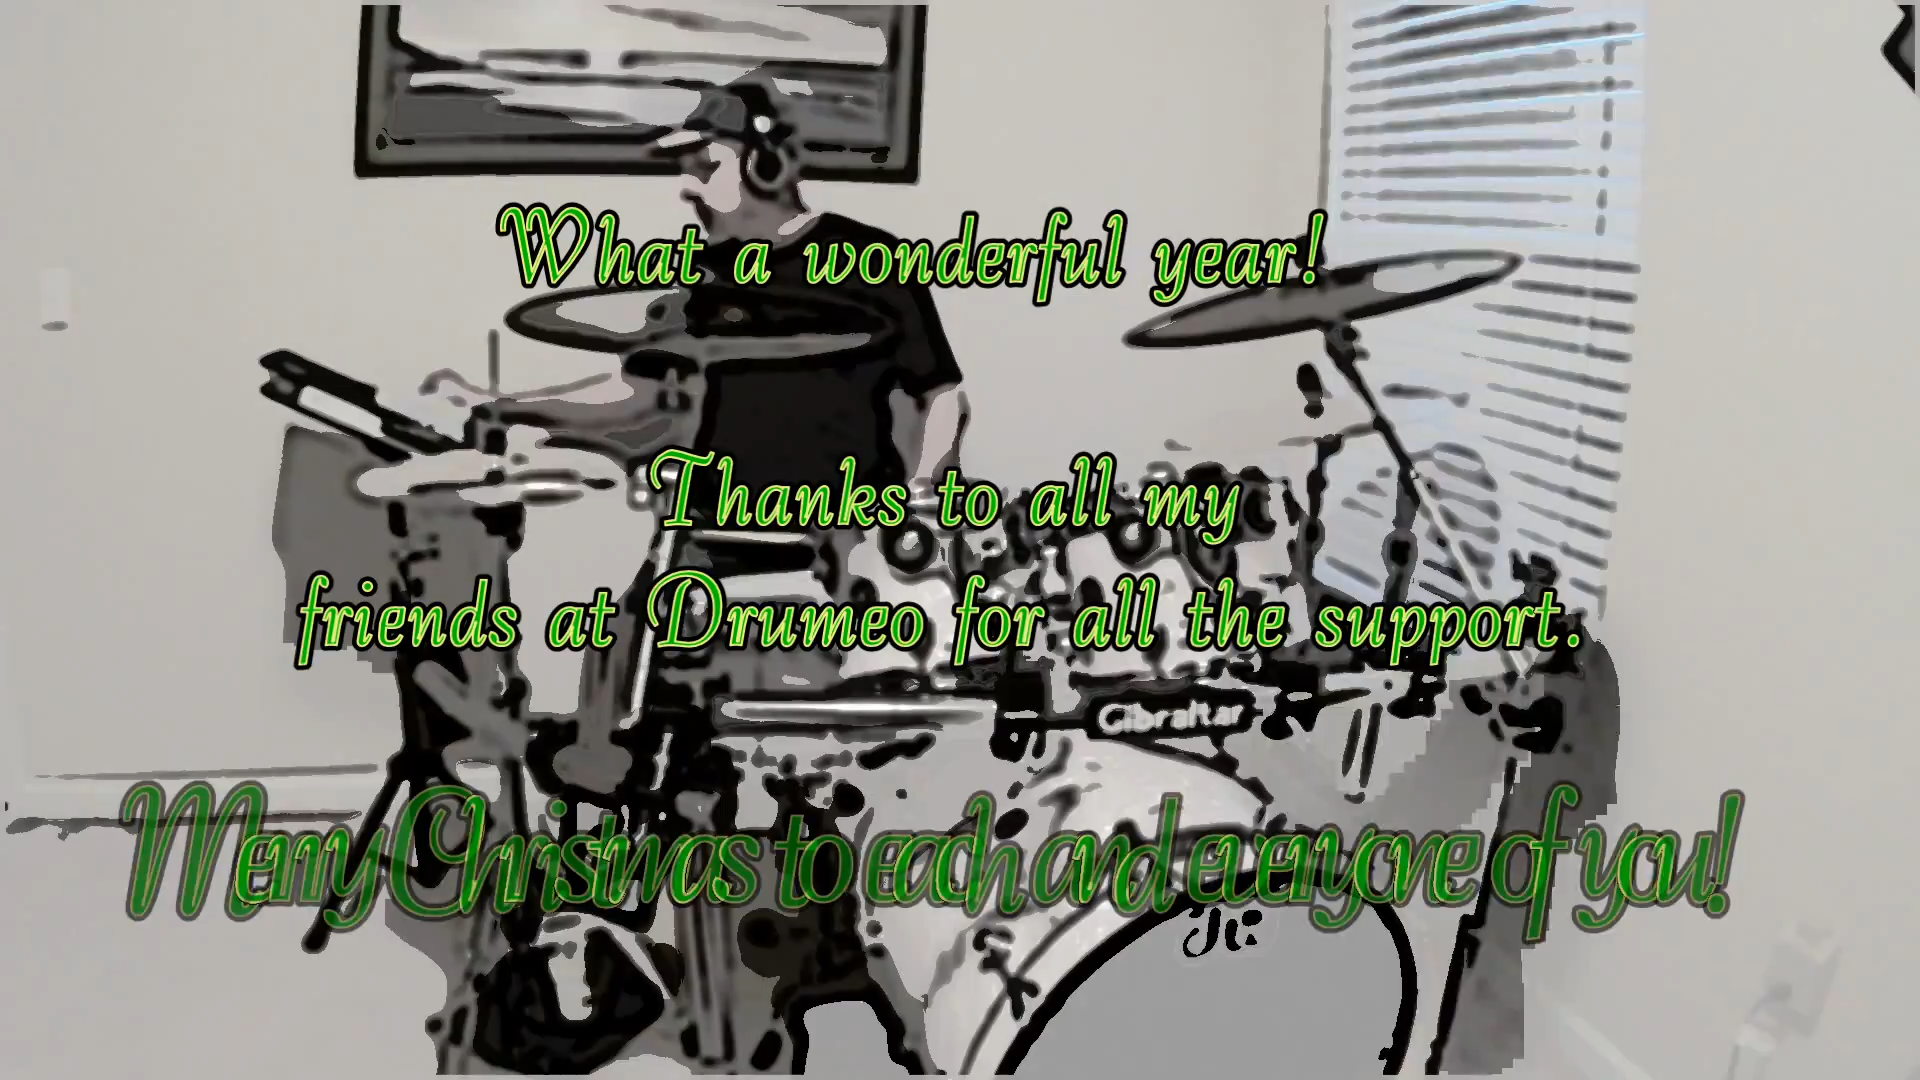 What a wonderful year!
Thanks to all my
friends at Drumeo for all the support.
Gibraltar
Merry Christmas to each and everyone of you!